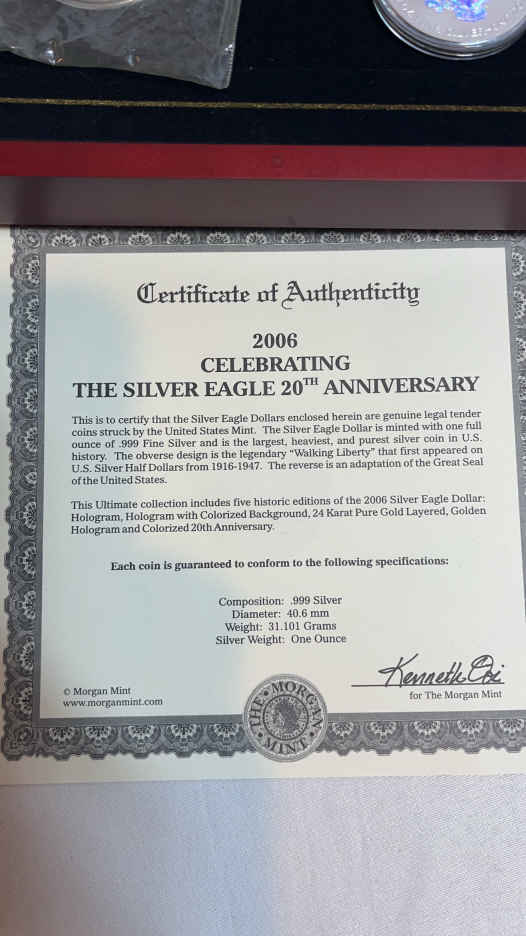 SILVER
Certificate of Authenticity
2006
CELEBRATING
THE SILVER EAGLE 20TH ANNIVERSARY
This is to certify that the Silver Eagle Dollars enclosed herein are genuine legal tender
coins struck by the United States Mint. The Silver Eagle Dollar is minted with one full
ounce of .999 Fine Silver and is the largest, heaviest, and purest silver coin in U.S.
history. The obverse design is the legendary "Walking Liberty" that first appeared on
U.S. Silver Half Dollars from 1916-1947. The reverse is an adaptation of the Great Seal
of the United States.
This Ultimate collection includes five historic editions of the 2006 Silver Eagle Dollar:
Hologram, Hologram with Colorized Background, 24 Karat Pure Gold Layered, Golden
Hologram and Colorized 20th Anniversary.
Each coin is guaranteed to conform to the following specifications:
Composition: .999 Silver
Diameter: 40.6 mm
Weight: 31.101 Grams
Silver Weight: One Ounce
Kenneth
for The Morgan Mint
© Morgan Mint
www.morganmint.com
THE MORGAN MINT